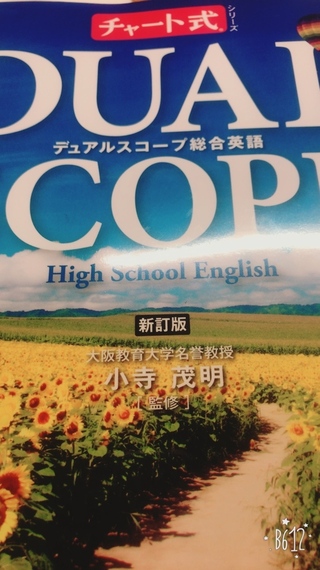 チャート式®
シリーズ
DUAL
デュアルスコープ総合英語
SCOPE
High School English
新訂版
大阪教育大学名誉教授
小寺 茂明
[ 監修 ]
B612